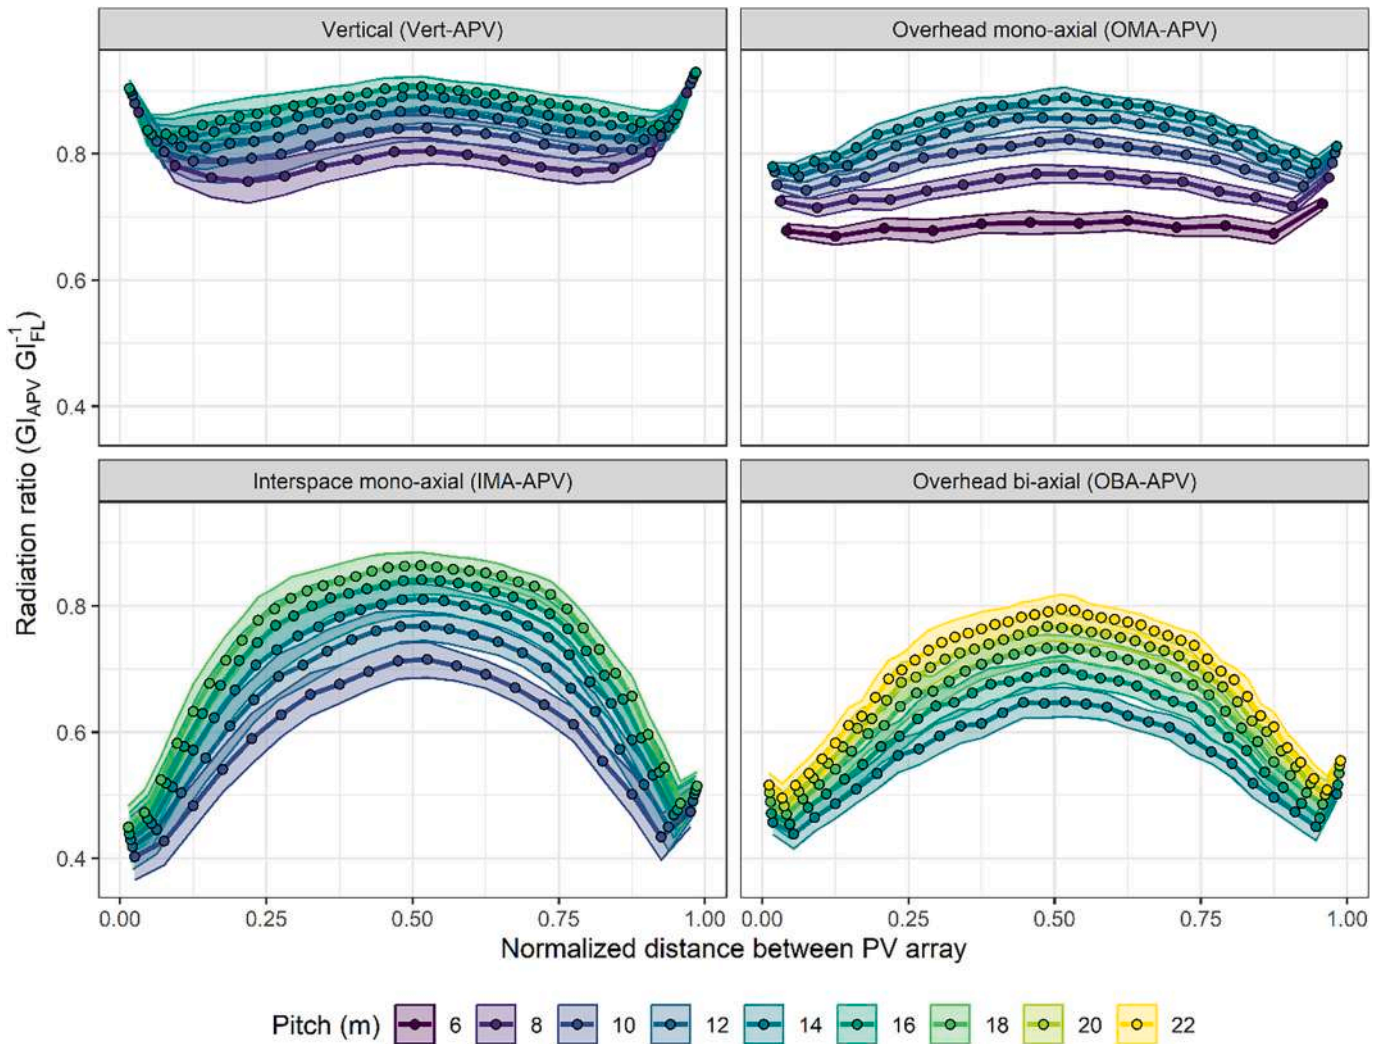 Vertical (Vert-APV)
Overhead mono-axial (OMA-APV)
0.8
0.6
0.4
Radiation ratio (GI_APV GI_FL^-1)
Interspace mono-axial (IMA-APV)
Overhead bi-axial (OBA-APV)
0.8
0.6
0.4
0.00 0.25 0.50 0.75 1.00 0.00 0.25 0.50 0.75 1.00
Normalized distance between PV array
Pitch (m) 6 8 10 12 14 16 18 20 22